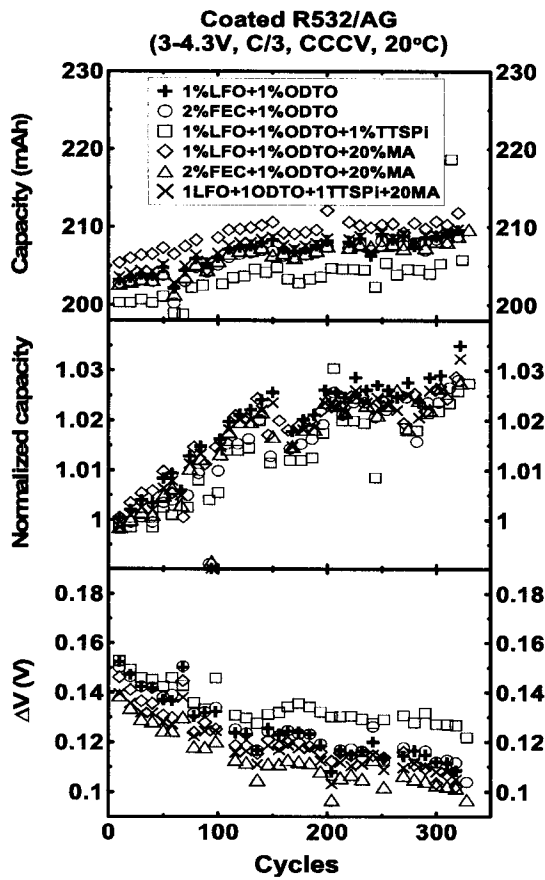 Coated R532/AG
(3-4.3V, C/3, CCCV, 20°C)
230
230
1%LFO+1%ODTO
2%FEC+1%ODTO
1%LFO+1%ODTO+1%TTSPi
1%LFO+1%ODTO+20%MA
2%FEC+1%ODTO+20%MA
1LFO+1ODTO+1TTSPi+20MA
Capacity (mAh)
220
220
210
210
200
200
Normalized capacity
1.03
1.03
1.02
1.02
1.01
1.01
1
1
ΔV (V)
0.18
0.18
0.16
0.16
0.14
0.14
0.12
0.12
0.1
0.1
0
100
200
300
Cycles